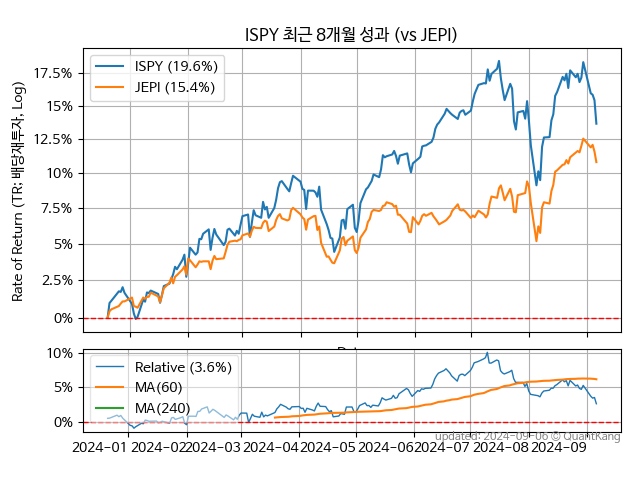 ISPY 최근 8개월 성과 (vs JEPI)
Rate of Return (TR: 배당재투자, Log)
17.5%
15%
12.5%
10%
7.5%
5%
2.5%
0%
ISPY (19.6%)
JEPI (15.4%)
10%
5%
0%
Relative (3.6%)
MA(60)
MA(240)
2024-01 2024-02 2024-03 2024-04 2024-05 2024-06 2024-07 2024-08 2024-09
updated: 2024-09-06 © QuantKang